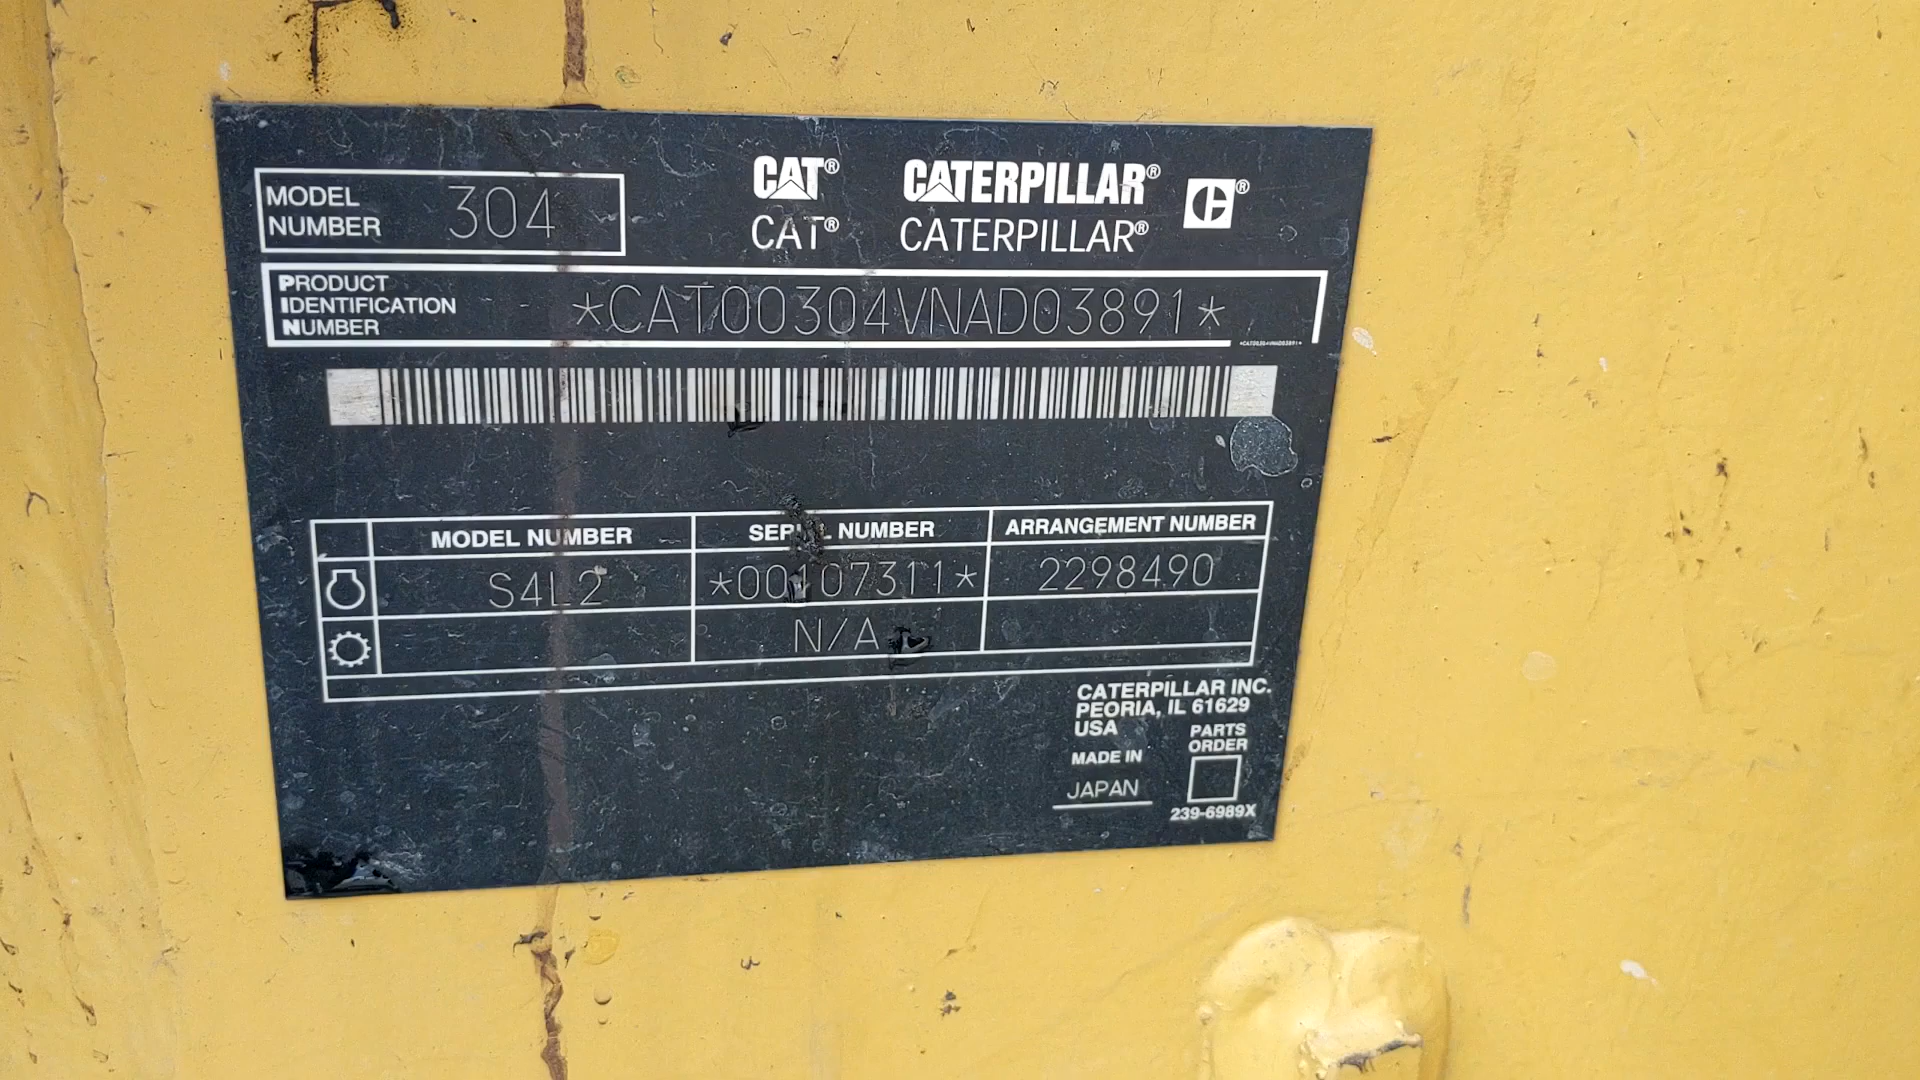 MODEL NUMBER 304
CAT® CATERPILLAR® C®
CAT® CATERPILLAR®
PRODUCT IDENTIFICATION NUMBER *CAT00304VNAD03891*
*CAT00304VNAD03891*
MODEL NUMBER SERIAL NUMBER ARRANGEMENT NUMBER
S4L2 *00107311* 2298490
N/A
CATERPILLAR INC.
PEORIA, IL 61629
USA
PARTS ORDER
MADE IN
JAPAN
239-6989X